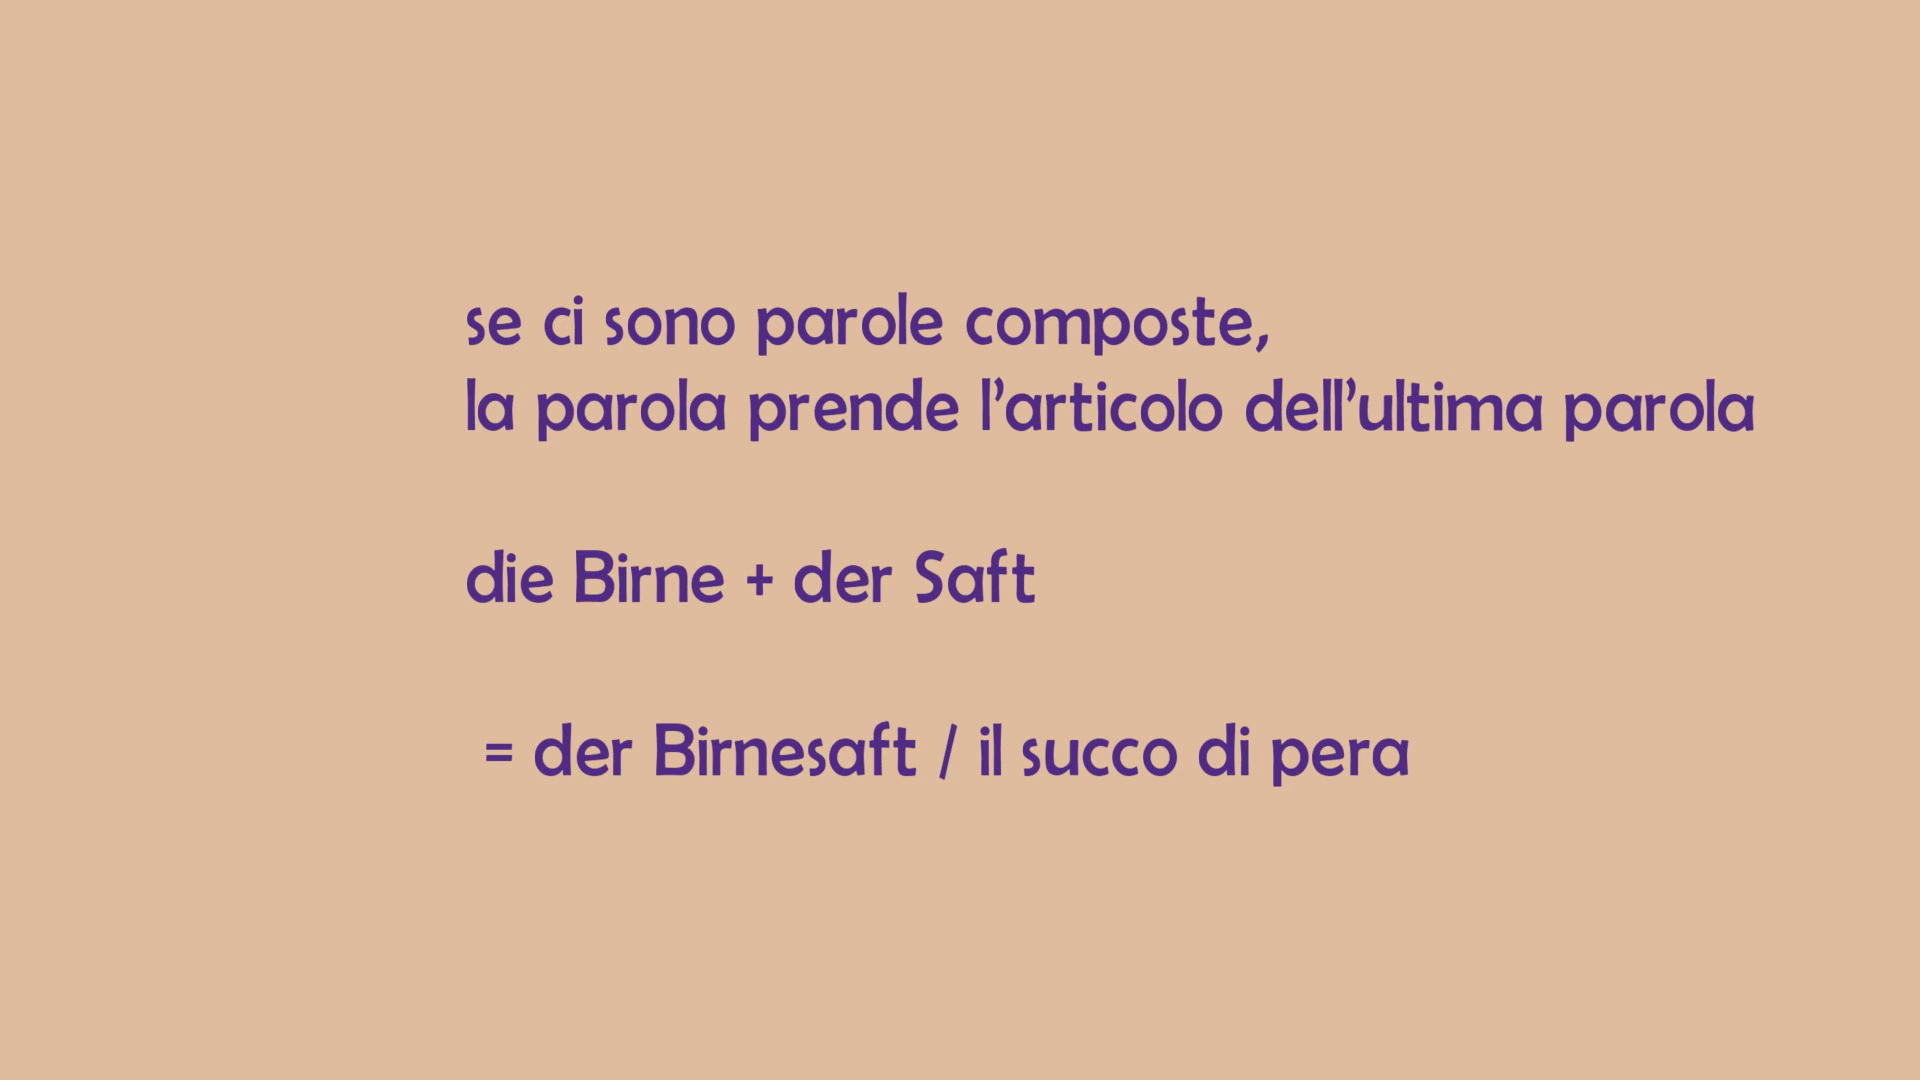 se ci sono parole composte,
la parola prende l’articolo dell’ultima parola
die Birne + der Saft
= der Birnesaft / il succo di pera